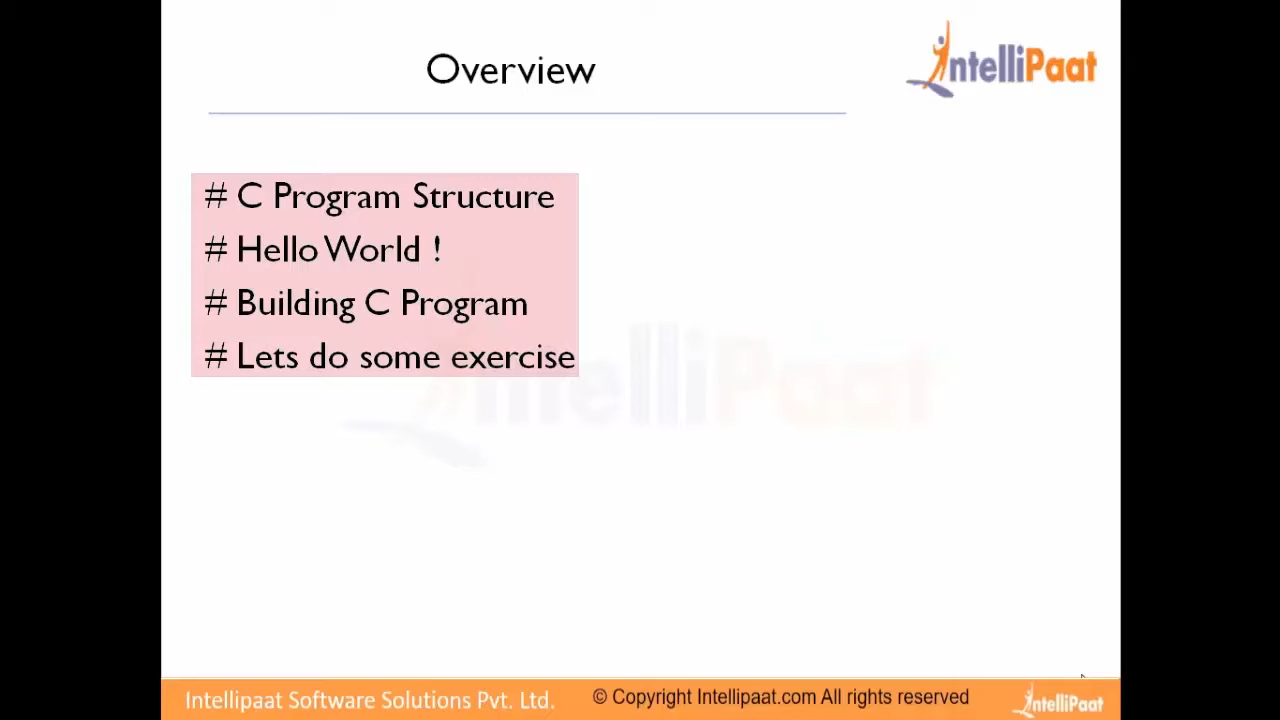 Overview
IntelliPaat
# C Program Structure
# Hello World !
# Building C Program
# Lets do some exercise
IntelliPaat
Intellipaat Software Solutions Pvt. Ltd.
© Copyright Intellipaat.com All rights reserved
IntelliPaat